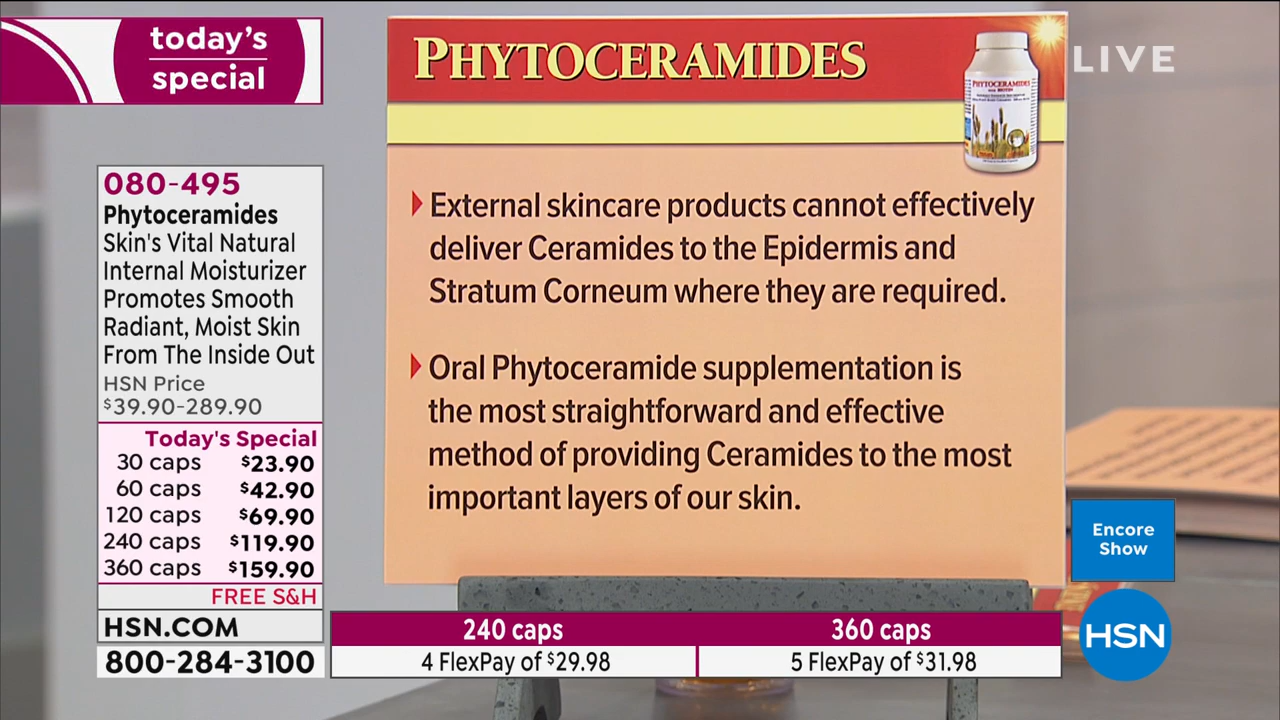 today's
special
PHYTOCERAMIDES
LIVE
PHYTOCERAMIDES
080-495
Phytoceramides
Skin's Vital Natural
Internal Moisturizer
Promotes Smooth
Radiant, Moist Skin
From The Inside Out
HSN Price
$39.90-289.90
Today's Special
30 caps $23.90
60 caps $42.90
120 caps $69.90
240 caps $119.90
360 caps $159.90
FREE S&H
HSN.COM
800-284-3100
External skincare products cannot effectively
deliver Ceramides to the Epidermis and
Stratum Corneum where they are required.
Oral Phytoceramide supplementation is
the most straightforward and effective
method of providing Ceramides to the most
important layers of our skin.
Encore
Show
240 caps 360 caps
4 FlexPay of $29.98 5 FlexPay of $31.98
HSN